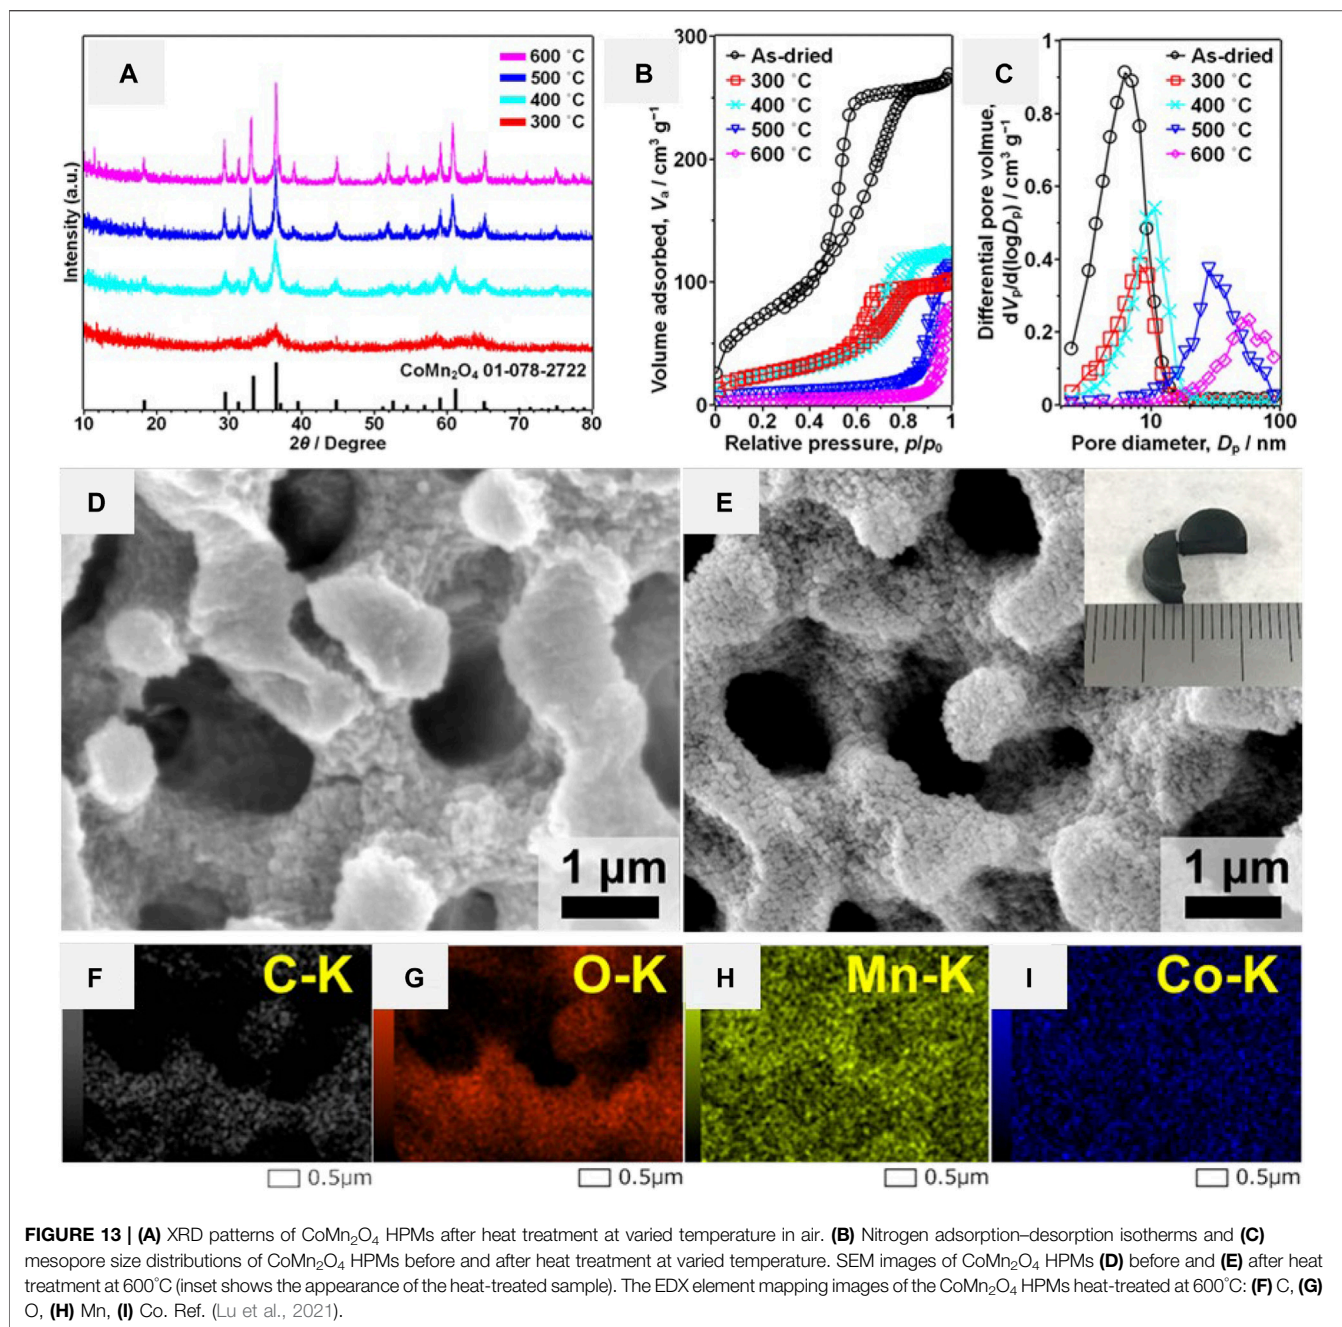 A
600 °C
500 °C
400 °C
300 °C
Intensity (a.u.)
CoMn₂O₄ 01-078-2722
10 20 30 40 50 60 70 80
2θ / Degree
B
As-dried
300 °C
400 °C
500 °C
600 °C
Volume adsorbed, Vₐ / cm³ g⁻¹
300
200
100
0
0 0.2 0.4 0.6 0.8 1
Relative pressure, p/p₀
C
As-dried
300 °C
400 °C
500 °C
600 °C
Differential pore volmue,
dVₚ/d(logDₚ) / cm³ g⁻¹
1
0.8
0.6
0.4
0.2
0
10 100
Pore diameter, Dₚ / nm
D
1 µm
E
1 µm
F
C-K
0.5µm
G
O-K
0.5µm
H
Mn-K
0.5µm
I
Co-K
0.5µm
FIGURE 13 | (A) XRD patterns of CoMn₂O₄ HPMs after heat treatment at varied temperature in air. (B) Nitrogen adsorption–desorption isotherms and (C)
mesopore size distributions of CoMn₂O₄ HPMs before and after heat treatment at varied temperature. SEM images of CoMn₂O₄ HPMs (D) before and (E) after heat
treatment at 600°C (inset shows the appearance of the heat-treated sample). The EDX element mapping images of the CoMn₂O₄ HPMs heat-treated at 600°C: (F) C, (G)
O, (H) Mn, (I) Co. Ref. (Lu et al., 2021).